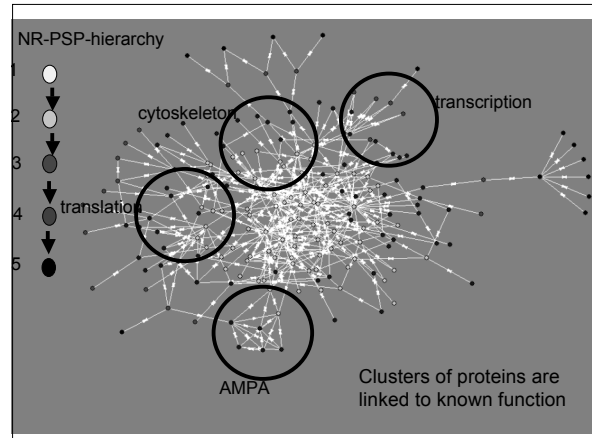 NR-PSP-hierarchy
1
2
3
4
5
cytoskeleton
transcription
translation
AMPA
Clusters of proteins are
linked to known function